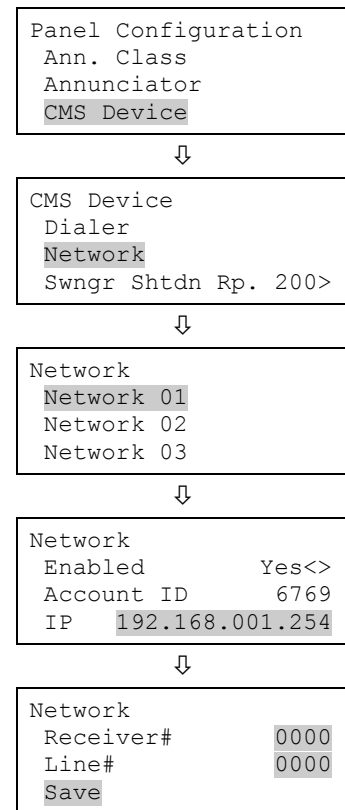 Panel Configuration
Ann. Class
Annunciator
CMS Device
⇩
CMS Device
Dialer
Network
Swngr Shtdn Rp. 200>
⇩
Network
Network 01
Network 02
Network 03
⇩
Network
Enabled Yes<>
Account ID 6769
IP 192.168.001.254
⇩
Network
Receiver# 0000
Line# 0000
Save